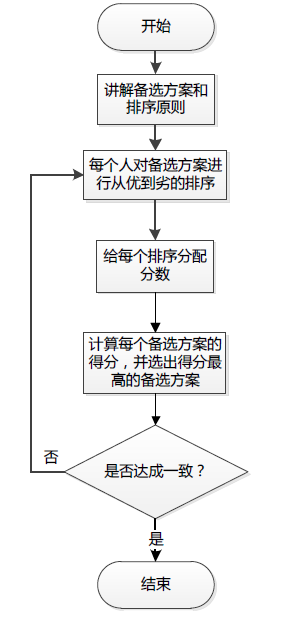 开始
讲解备选方案和
排序原则
每个人对备选方案进
行从优到劣的排序
给每个排序分配
分数
计算每个备选方案的
得分，并选出得分最
高的备选方案
是否达成一致？
否
是
结束